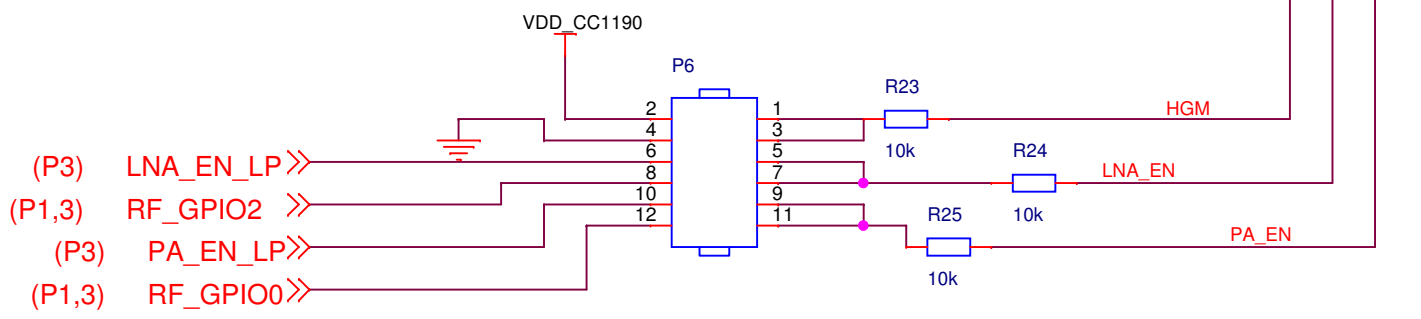 VDD_CC1190
P6
R23
2 1
HGM
4 3
10k
R24
(P3) LNA_EN_LP 6 5
LNA_EN
8 7
(P1,3) RF_GPIO2 10 9
R25 10k
12 11
PA_EN
(P3) PA_EN_LP
10k
(P1,3) RF_GPIO0